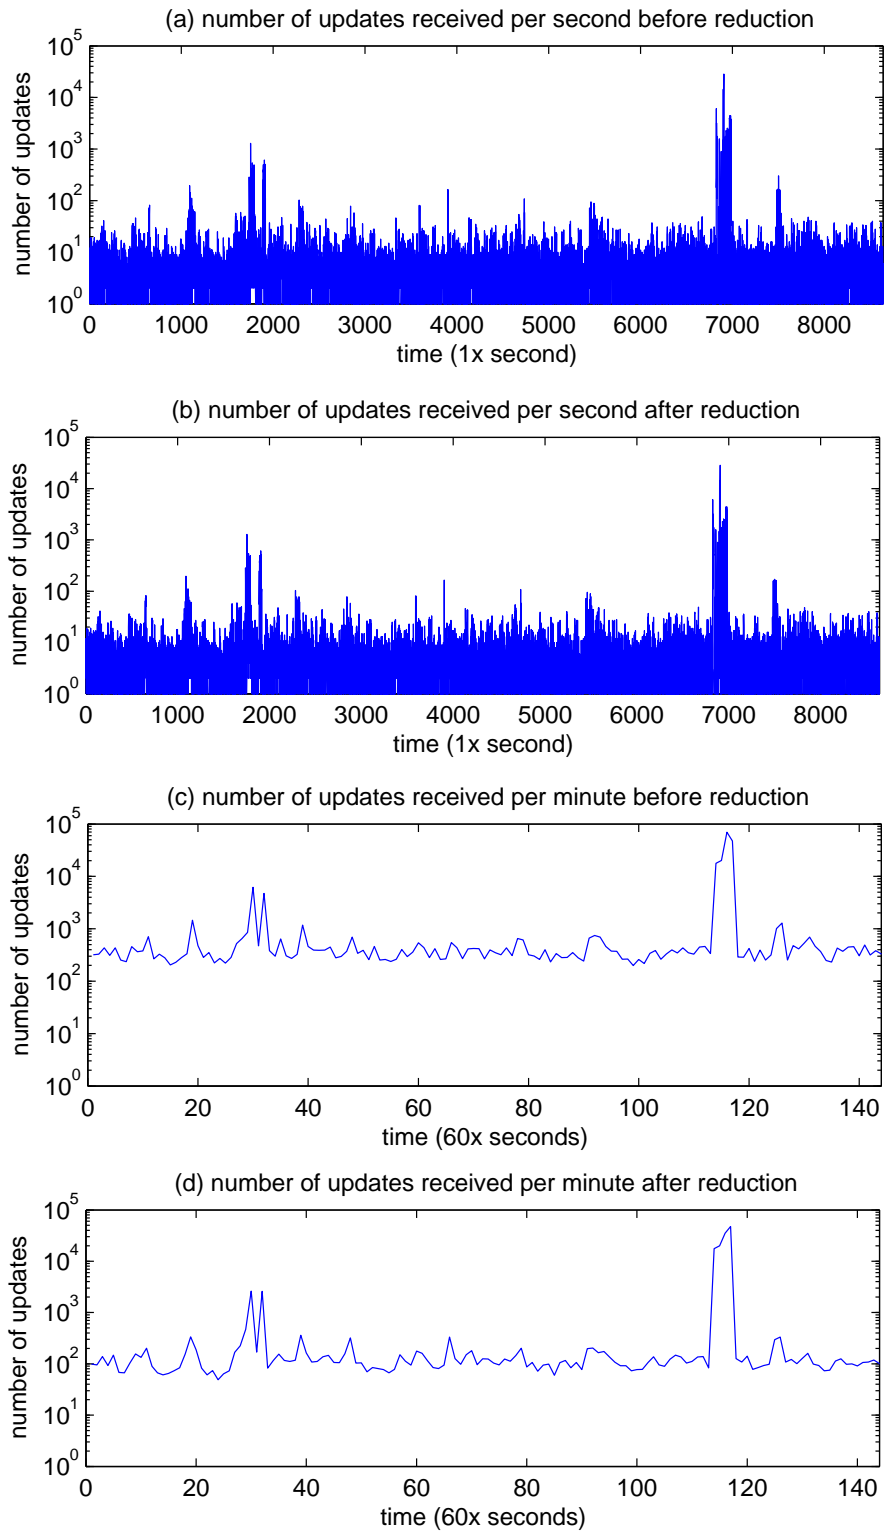 (a) number of updates received per second before reduction
10^5
10^4
10^3
10^2
10^1
10^0
number of updates
0 1000 2000 3000 4000 5000 6000 7000 8000
time (1x second)
(b) number of updates received per second after reduction
10^5
10^4
10^3
10^2
10^1
10^0
number of updates
0 1000 2000 3000 4000 5000 6000 7000 8000
time (1x second)
(c) number of updates received per minute before reduction
10^5
10^4
10^3
10^2
10^1
10^0
number of updates
0 20 40 60 80 100 120 140
time (60x seconds)
(d) number of updates received per minute after reduction
10^5
10^4
10^3
10^2
10^1
10^0
number of updates
0 20 40 60 80 100 120 140
time (60x seconds)